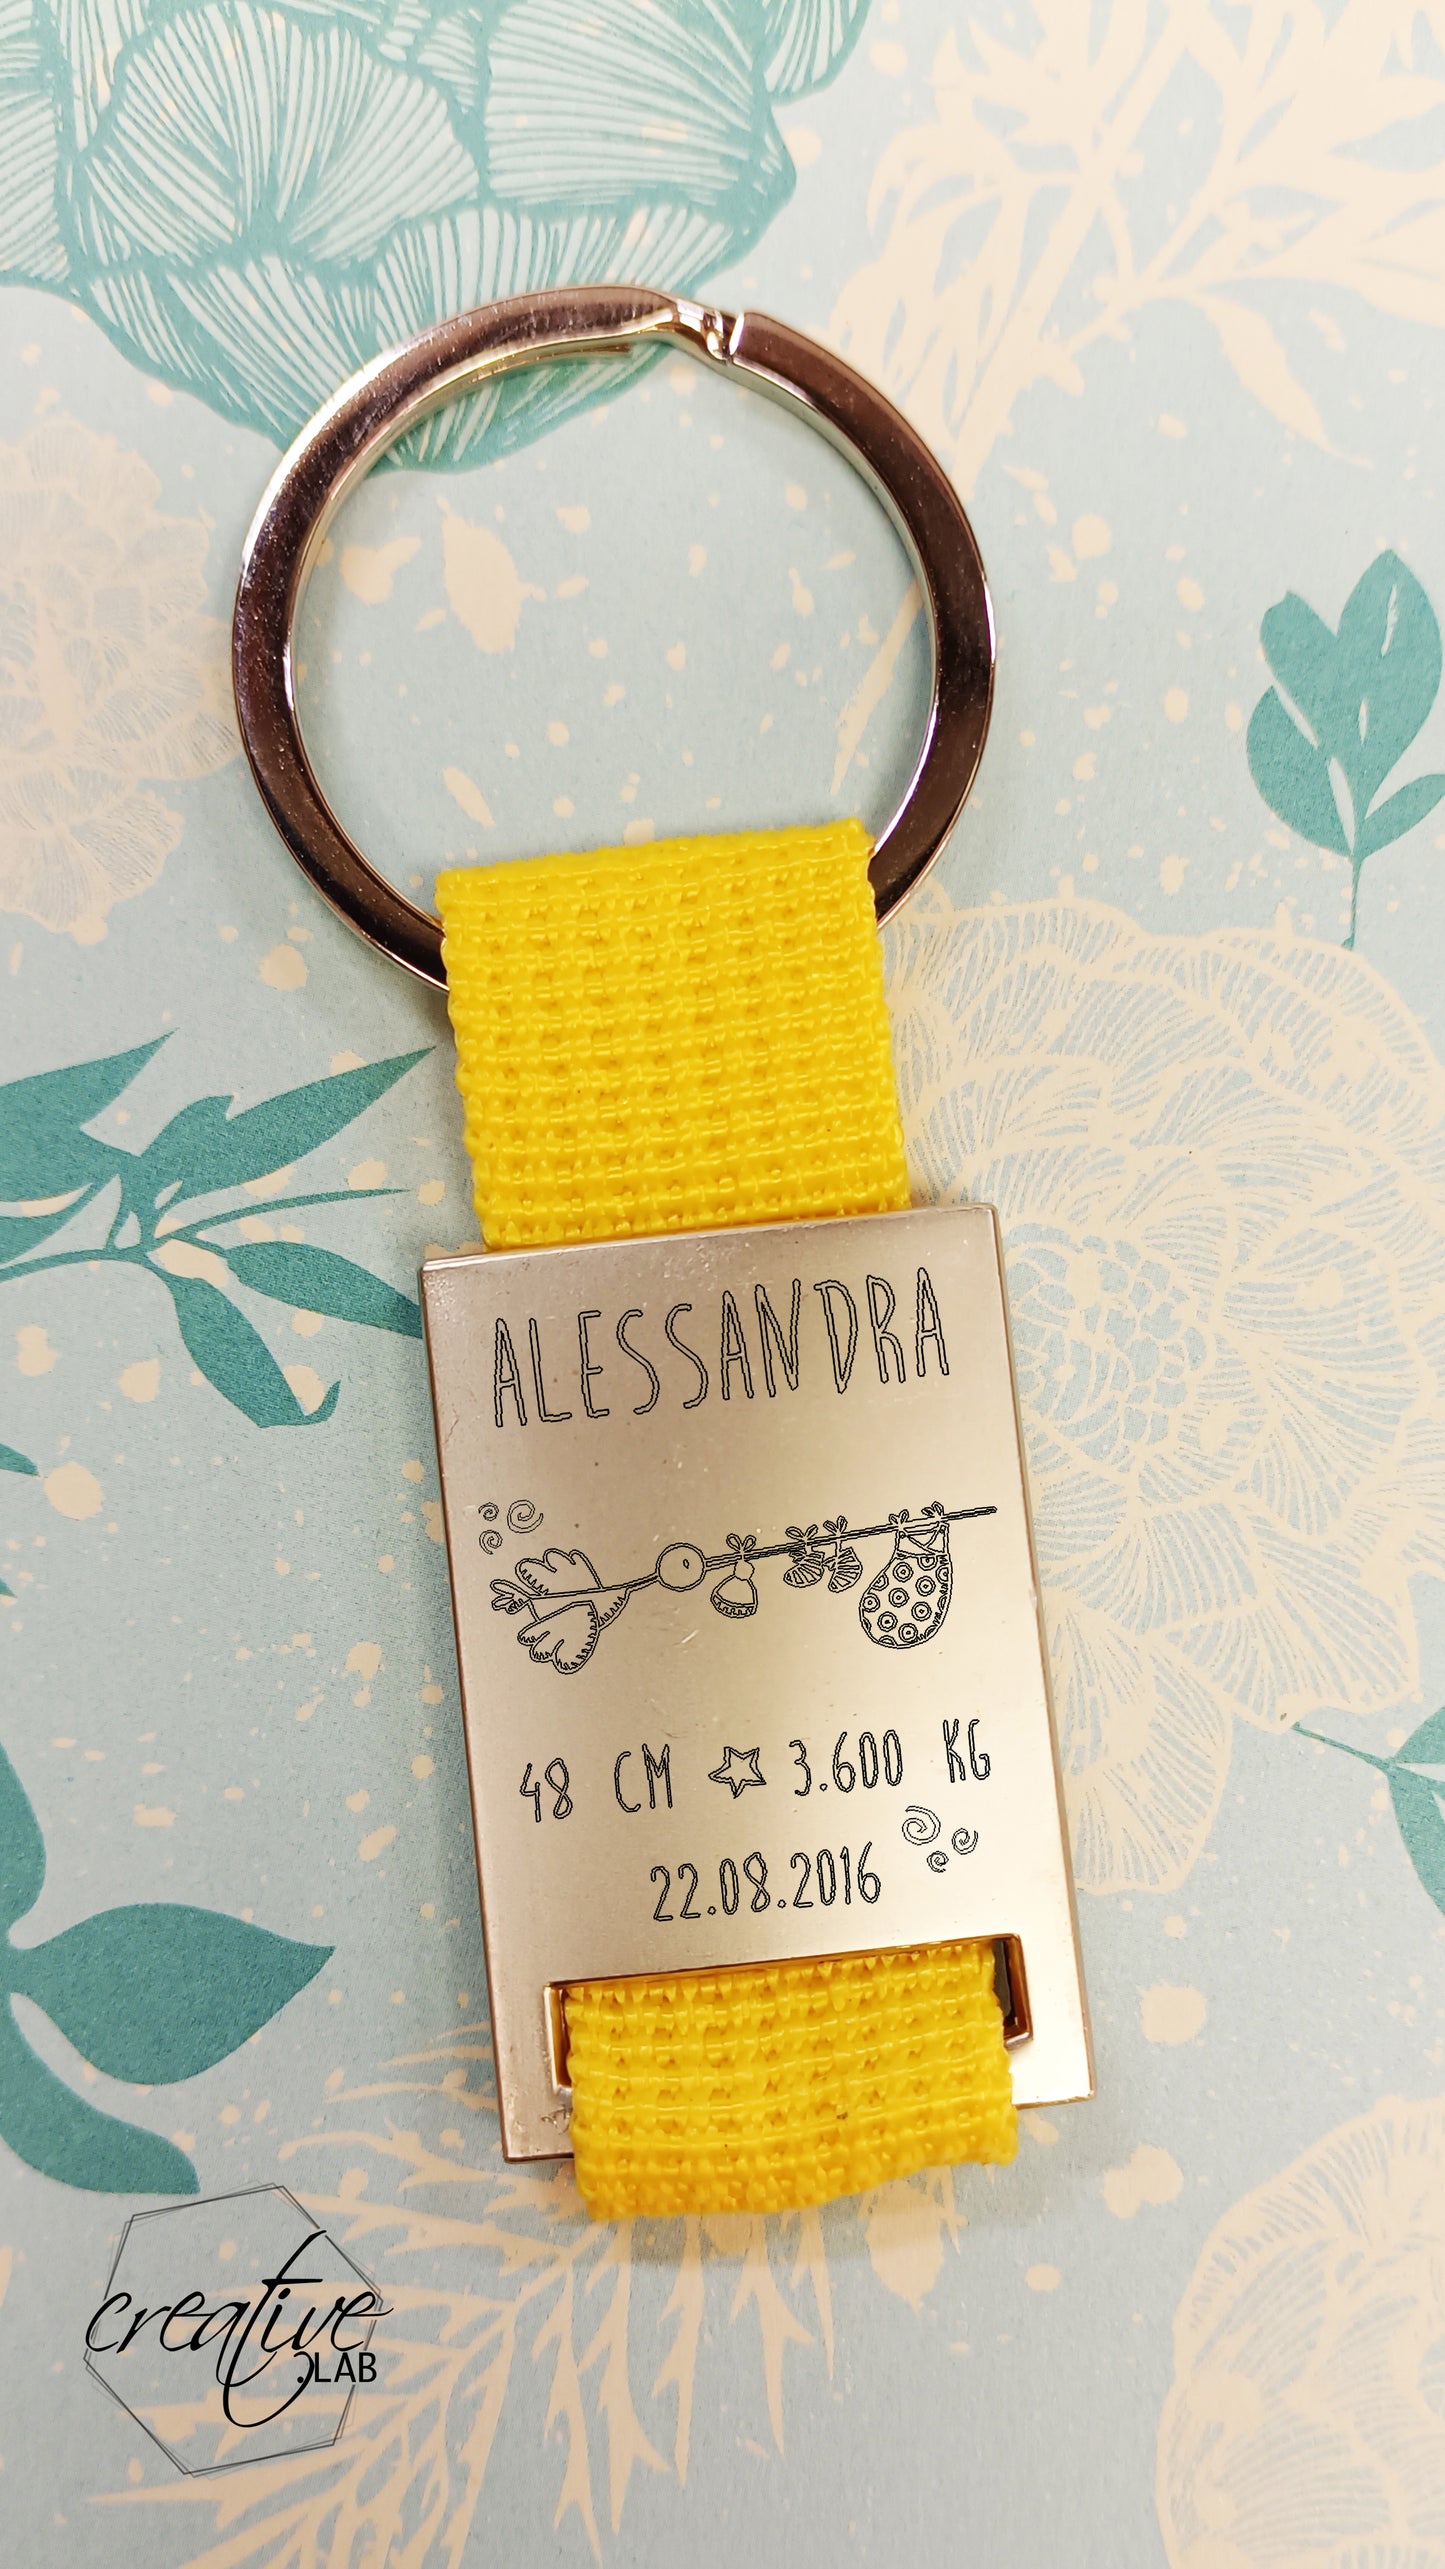 ALESSANDRA
48 CM 3.600 KG
22.08.2016
creative
.LAB